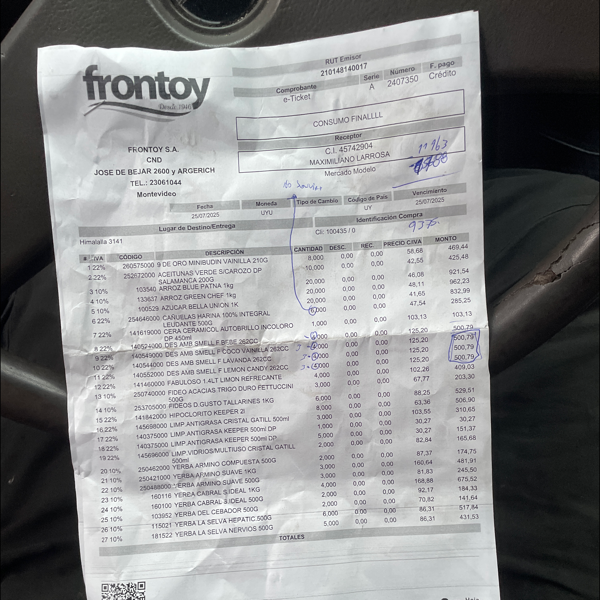 frontoy
Desde 1946
RUT Emisor
210148140017
Comprobante Serie Número F. pago
e-Ticket A 2407350 Crédito
CONSUMO FINALLLL
Receptor
C.I. 45742904
MAXIMILIANO LARROSA
Mercado Modelo
FRONTOY S.A.
CND
JOSE DE BEJAR 2600 y ARGERICH
TEL.: 23061044
Montevideo
Fecha Moneda Tipo de Cambio Código de País Vencimiento
25/07/2025 UYU UY 25/07/2025
Lugar de Destino/Entrega Identificación Compra
Himalalla 3141 Cli: 100435 / 0
IVA CÓDIGO DESCRIPCIÓN CANTIDAD DESC. REC. PRECIO C/IVA MONTO
1 22% 260575000 9 DE ORO MINIBUDIN VAINILLA 210G 8,000 0,00 0,00 58,68 469,44
2 22% 252672000 ACEITUNAS VERDE S/CAROZO DP SALAMANCA 200G 10,000 0,00 0,00 42,55 425,48
3 10% 103540 ARROZ BLUE PATNA 1kg 20,000 0,00 0,00 46,08 921,54
4 10% 133617 ARROZ GREEN CHEF 1kg 20,000 0,00 0,00 48,11 962,23
5 10% 100529 AZUCAR BELLA UNION 1K 20,000 0,00 0,00 41,65 832,99
6 22% 254646000 CAÑUELAS HARINA 100% INTEGRAL LEUDANTE 500G 0,00 0,00 47,54 285,25
7 22% 141619000 CERA CERAMICOL AUTOBRILLO INCOLORO DP 450ml 1,000 0,00 0,00 103,13 103,13
8 22% 140524000 DES AMB SMELL F BEBE 262CC 0,00 0,00 125,20 500,79
9 22% 140549000 DES AMB SMELL F COCO VAINILLA 262CC 0,00 0,00 125,20 500,79
10 22% 140544000 DES AMB SMELL F LAVANDA 262CC 0,00 0,00 125,20 500,79
11 22% 140552000 DES AMB SMELL F LEMON CANDY 262CC 0,00 0,00 125,20 500,79
12 22% 141460000 FABULOSO 1.4LT LIMON REFRECANTE 4,000 0,00 0,00 102,26 409,03
13 10% 250740 FIDEO ACACIAS TRIGO DURO FETTUCCINI 500G 3,000 0,00 0,00 67,77 203,30
14 10% 253705000 FIDEOS D GUSTO TALLARINES 1KG 6,000 0,00 0,00 88,25 529,51
15 22% 141842000 HIPOCLORITO KEEPER 2l 8,000 0,00 0,00 63,36 506,90
16 22% 145698000 LIMP ANTIGRASA CRISTAL GATILL 500ml 3,000 0,00 0,00 103,55 310,65
17 22% 140375000 LIMP ANTIGRASA KEEPER 500ml DP 1,000 0,00 0,00 30,27 30,27
18 22% 140375000 LIMP ANTIGRASA KEEPER 500ml DP 5,000 0,00 0,00 30,27 151,37
19 22% 145696000 LIMP VIDRIOS/MULTIUSO CRISTAL GATILL 500ml 2,000 0,00 0,00 82,84 165,68
20 10% 250462000 YERBA ARMINO COMPUESTA 500G 2,000 0,00 0,00 87,37 174,75
21 10% 250421000 YERBA ARMIÑO SUAVE 1KG 3,000 0,00 0,00 160,64 481,91
22 10% 250488000 YERBA ARMIÑO SUAVE 500G 3,000 0,00 0,00 81,83 245,50
23 10% 160116 YERBA CABRAL S.IDEAL 1KG 4,000 0,00 0,00 168,88 675,52
24 10% 160100 YERBA CABRAL S.IDEAL 500G 2,000 0,00 0,00 92,17 184,33
25 10% 103952 YERBA DEL CEBADOR 500G 2,000 0,00 0,00 70,82 141,64
26 10% 115021 YERBA LA SELVA HEPATIC 500G 6,000 0,00 0,00 86,31 517,84
27 10% 181522 YERBA LA SELVA NERVIOS 500G 5,000 0,00 0,00 86,31 431,53
TOTALES